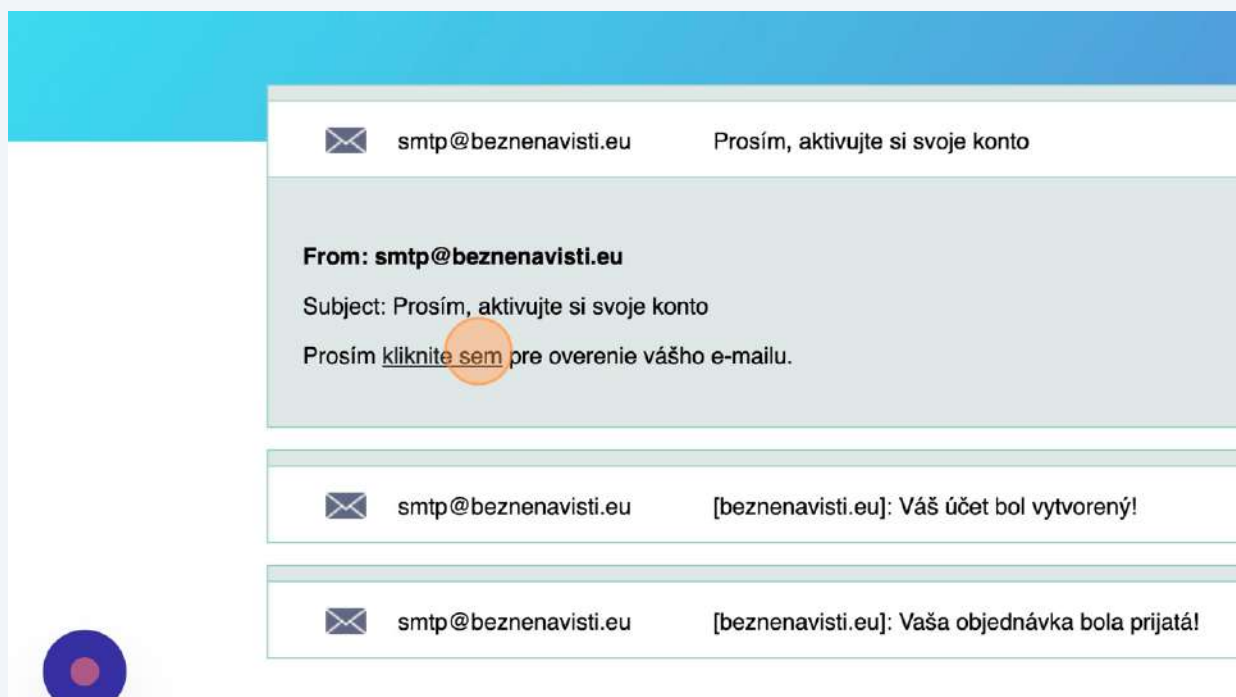 smtp@beznenavisti.eu Prosím, aktivujte si svoje konto
From: smtp@beznenavisti.eu
Subject: Prosím, aktivujte si svoje konto
Prosím kliknite sem pre overenie vášho e-mailu.
smtp@beznenavisti.eu [beznenavisti.eu]: Váš účet bol vytvorený!
smtp@beznenavisti.eu [beznenavisti.eu]: Vaša objednávka bola prijatá!